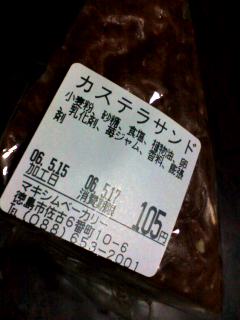 カステラサンド
小麦粉、砂糖、食塩、植物油、卵
乳化剤、苺ジャム、香料、膨張
剤
06.5.15
加工日
06.5.17
消費期限
105円
マキシムベーカリー
徳島市佐古6番町10-6
(088)653-2001